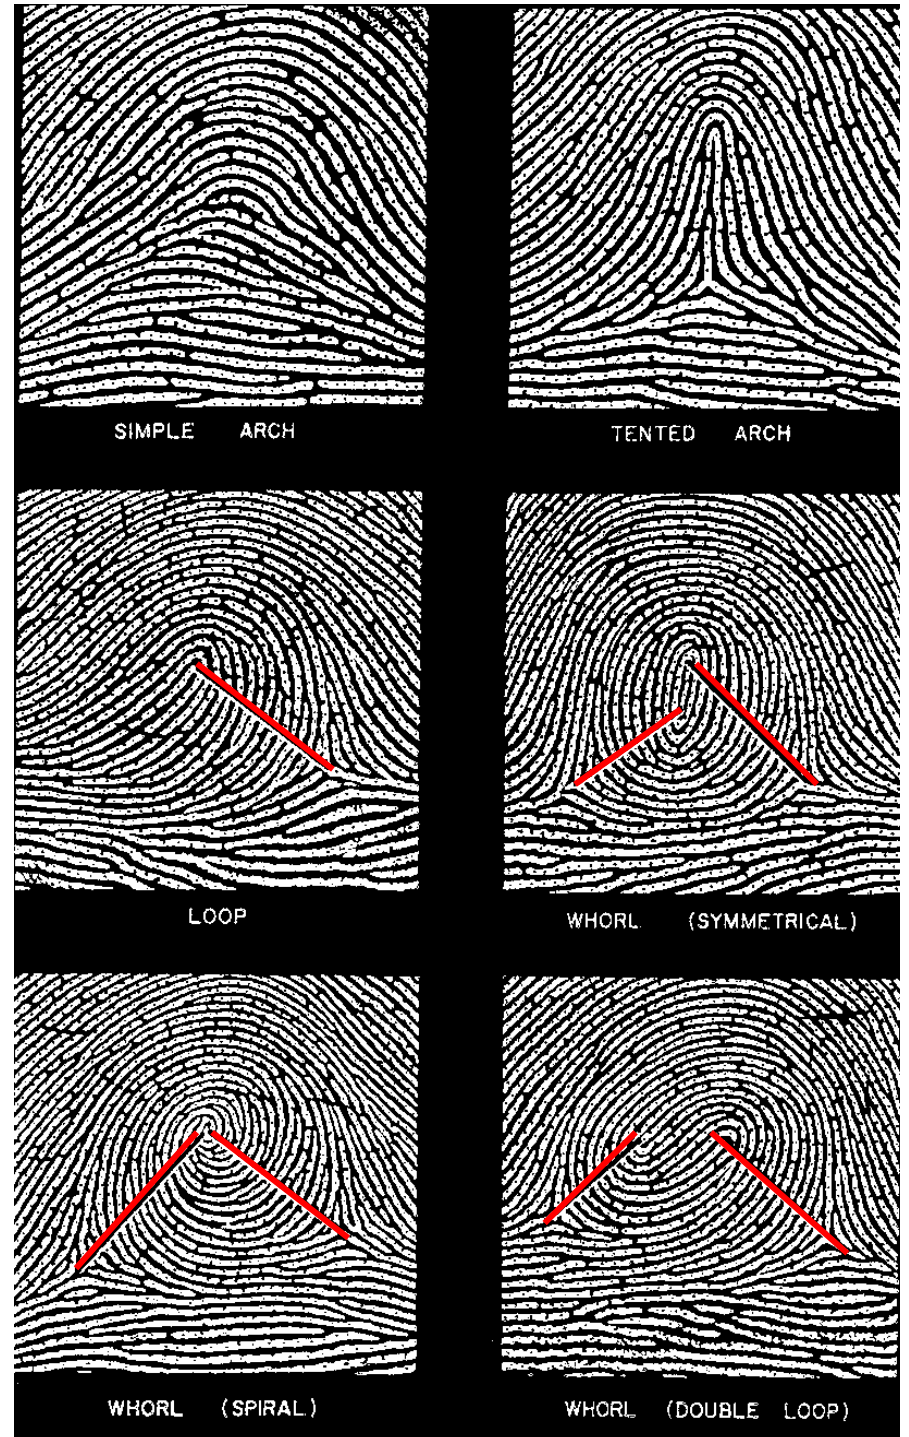 SIMPLE ARCH
TENTED ARCH
LOOP
WHORL (SYMMETRICAL)
WHORL (SPIRAL)
WHORL (DOUBLE LOOP)